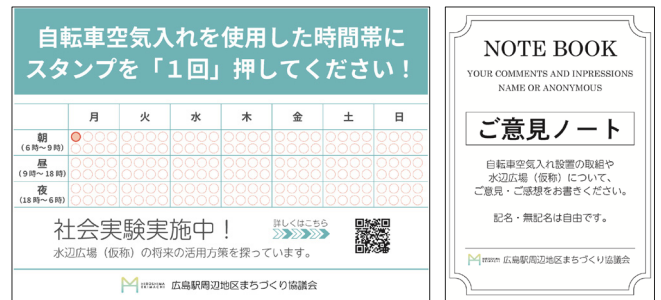 自転車空気入れを使用した時間帯に
スタンプを「1回」押してください！
月 火 水 木 金 土 日
朝
(6時〜9時)
昼
(9時〜18時)
夜
(18時〜6時)
社会実験実施中！
詳しくはこちら
水辺広場（仮称）の将来の活用方策を探っています。
HIROSHIMA
EKIMACHI
広島駅周辺地区まちづくり協議会
NOTE BOOK
YOUR COMMENTS AND INPRESSIONS
NAME OR ANONYMOUS
ご意見ノート
自転車空気入れ設置の取組や
水辺広場（仮称）について、
ご意見・ご感想をお書きください。
記名・無記名は自由です。
広島駅周辺地区まちづくり協議会